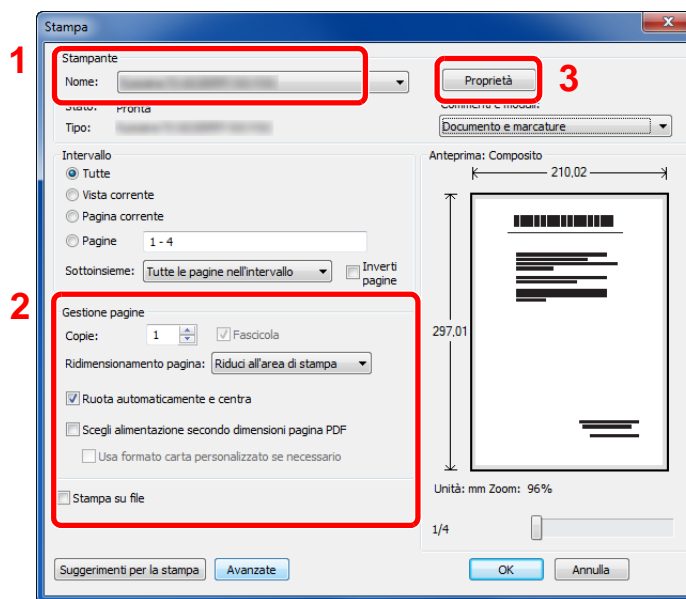 Stampa
1
Stampante
Nome:
Proprietà
3
Stato: Pronta
Commenti e moduli:
Tipo:
Documento e marcature
Intervallo
Tutte
Vista corrente
Pagina corrente
Pagine 1 - 4
Sottoinsieme: Tutte le pagine nell'intervallo
Inverti
pagine
Anteprima: Composito
210,02
297,01
2
Gestione pagine
Copie: 1 Fascicola
Ridimensionamento pagina: Riduci all'area di stampa
Ruota automaticamente e centra
Scegli alimentazione secondo dimensioni pagina PDF
Usa formato carta personalizzato se necessario
Stampa su file
Unità: mm Zoom: 96%
1/4
Suggerimenti per la stampa
Avanzate
OK
Annulla